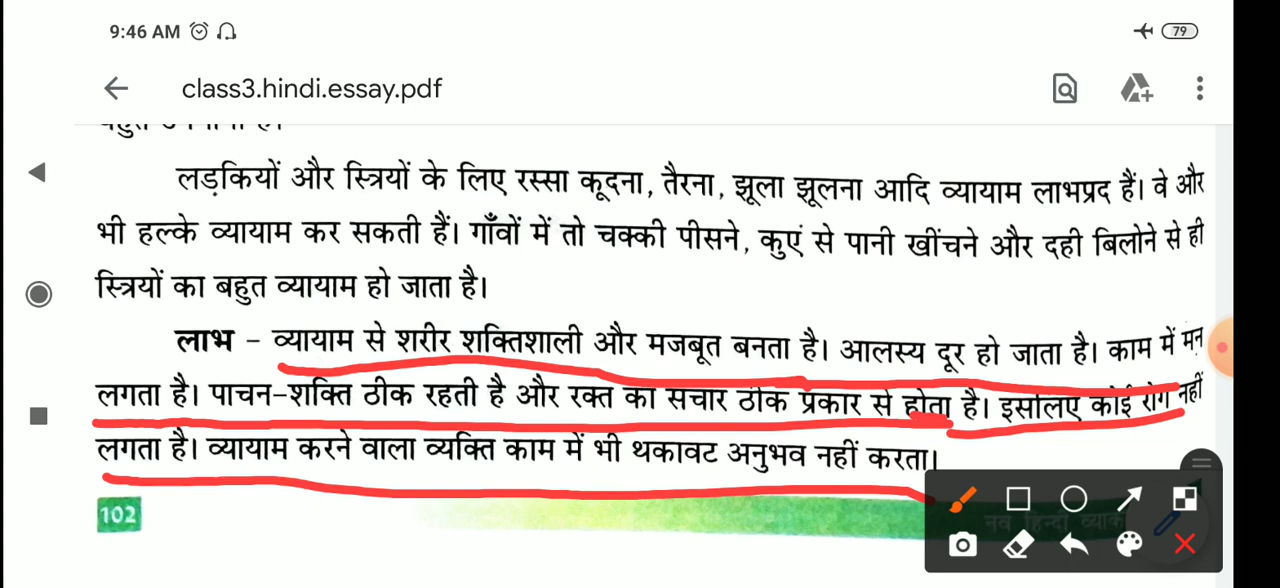 9:46 AM
79
class3.hindi.essay.pdf
लड़कियों और स्त्रियों के लिए रस्सा कूदना, तैरना, झूला झूलना आदि व्यायाम लाभप्रद हैं। वे और
भी हल्के व्यायाम कर सकती हैं। गाँवों में तो चक्की पीसने, कुएं से पानी खींचने और दही बिलोने से ही
स्त्रियों का बहुत व्यायाम हो जाता है।
लाभ - व्यायाम से शरीर शक्तिशाली और मजबूत बनता है। आलस्य दूर हो जाता है। काम में मन
लगता है। पाचन-शक्ति ठीक रहती है और रक्त का संचार ठीक प्रकार से होता है। इसलिए कोई रोग नहीं
लगता है। व्यायाम करने वाला व्यक्ति काम में भी थकावट अनुभव नहीं करता।
102
नव हिन्दी